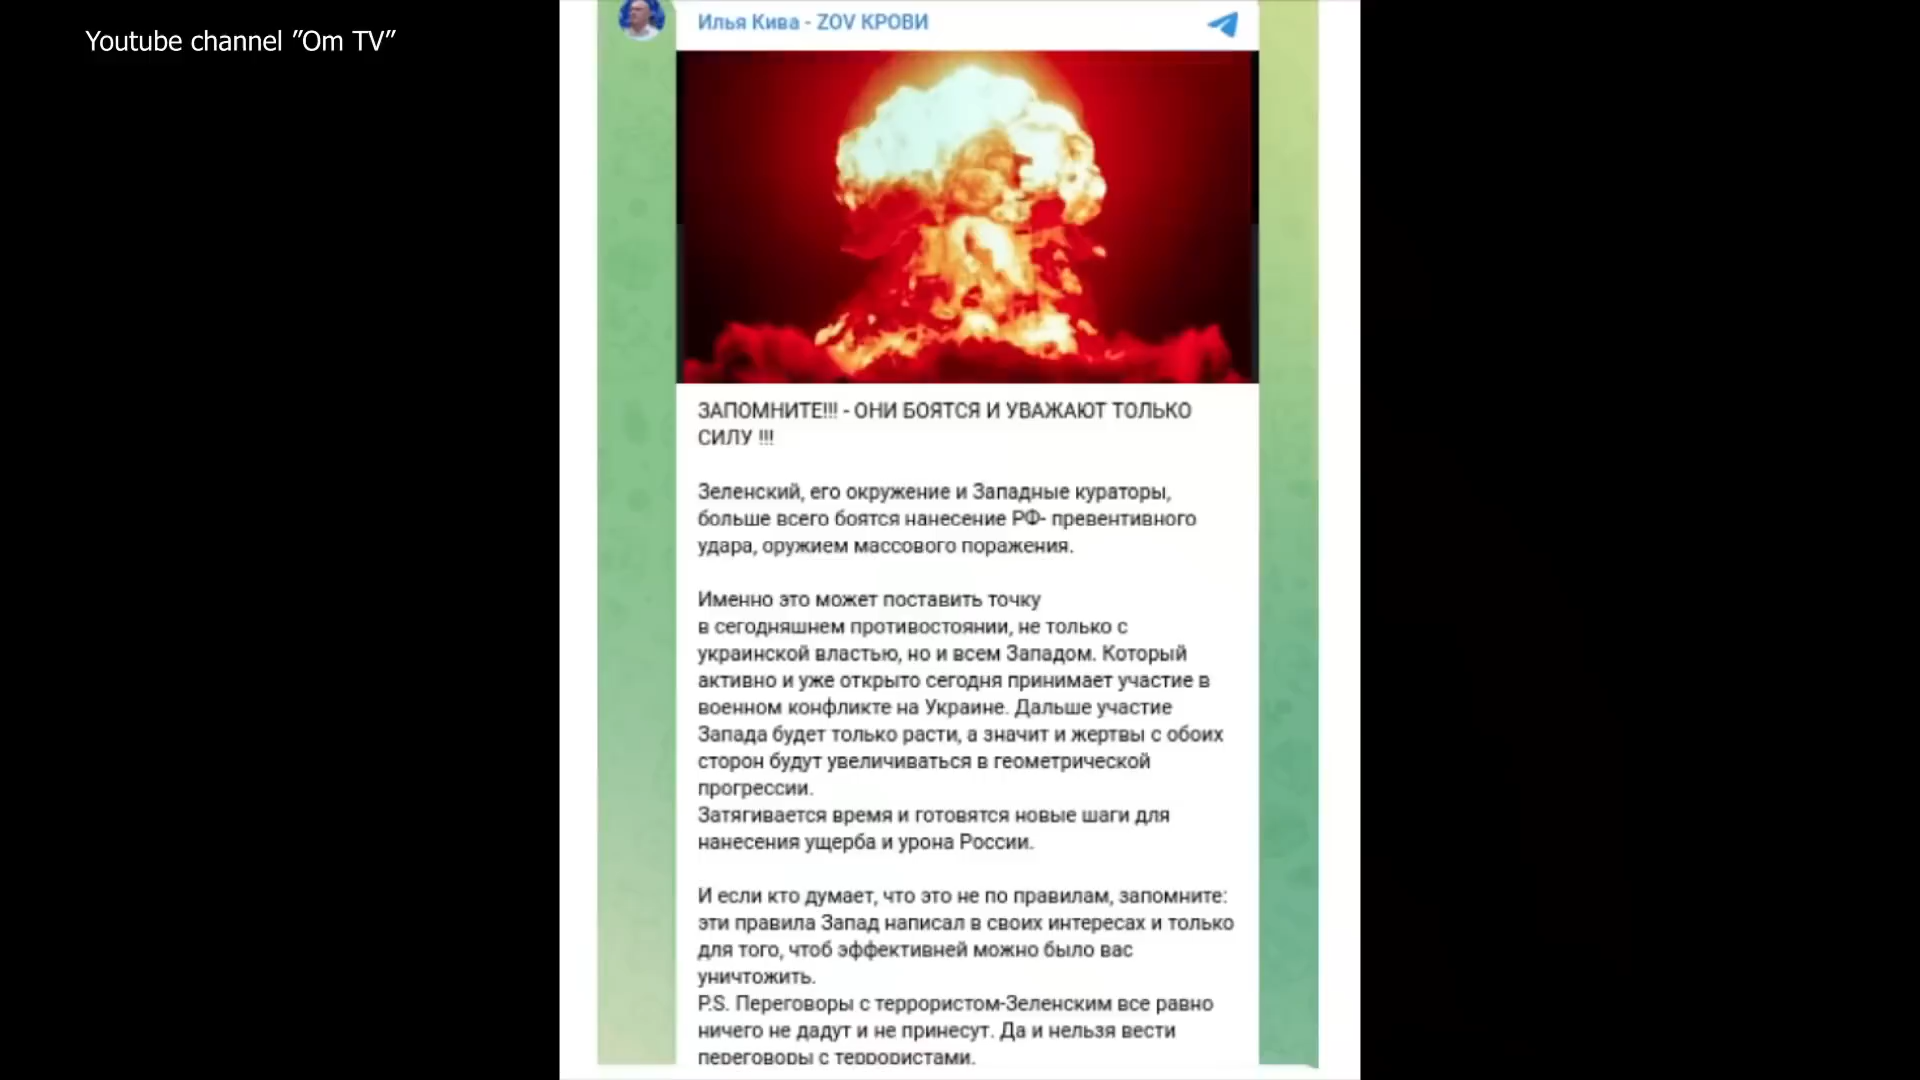 Youtube channel "Om TV"
Илья Кива - ZOV КРОВИ
ЗАПОМНИТЕ!!! - ОНИ БОЯТСЯ И УВАЖАЮТ ТОЛЬКО
СИЛУ !!!
Зеленский, его окружение и Западные кураторы,
больше всего боятся нанесение РФ- превентивного
удара, оружием массового поражения.
Именно это может поставить точку
в сегодняшнем противостоянии, не только с
украинской властью, но и всем Западом. Который
активно и уже открыто сегодня принимает участие в
военном конфликте на Украине. Дальше участие
Запада будет только расти, а значит и жертвы с обоих
сторон будут увеличиваться в геометрической
прогрессии.
Затягивается время и готовятся новые шаги для
нанесения ущерба и урона России.
И если кто думает, что это не по правилам, запомните:
эти правила Запад написал в своих интересах и только
для того, чтоб эффективней можно было вас
уничтожить.
P.S. Переговоры с террористом-Зеленским все равно
ничего не дадут и не принесут. Да и нельзя вести
переговоры с террористами.